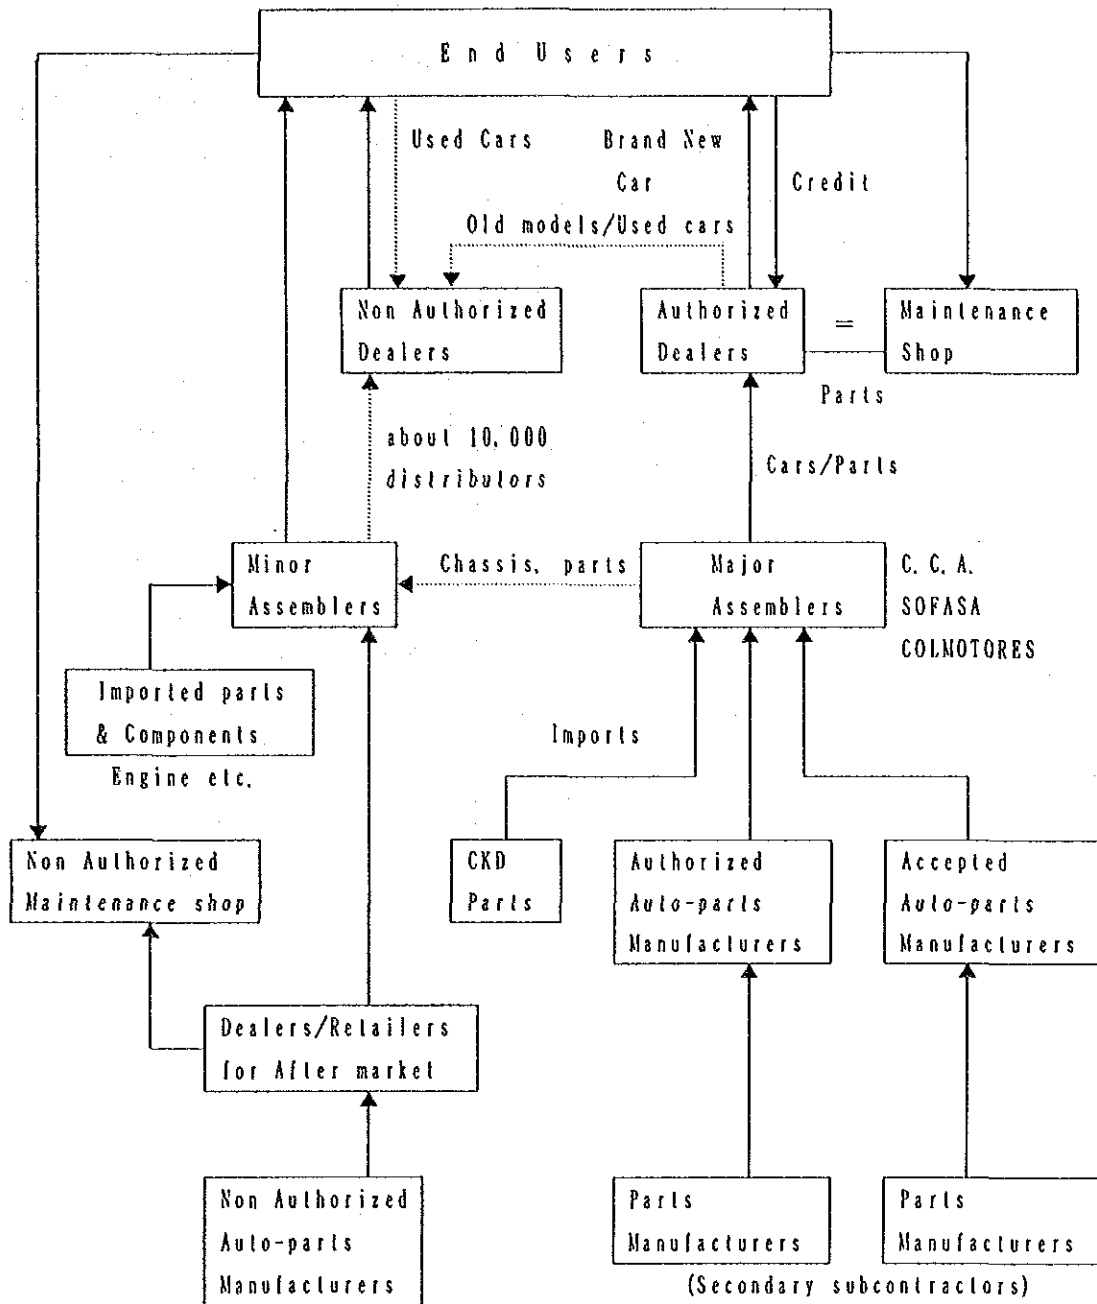 End Users
Used Cars
Brand New
Car
Credit
Old models/Used cars
Non Authorized
Dealers
Authorized
Dealers
=
Maintenance
Shop
Parts
about 10,000
distributors
Cars/Parts
Minor
Assemblers
Chassis, parts
Major
Assemblers
C. C. A.
SOFASA
COLMOTORES
Imported parts
& Components
Engine etc.
Imports
Non Authorized
Maintenance shop
CKD
Parts
Authorized
Auto-parts
Manufacturers
Accepted
Auto-parts
Manufacturers
Dealers/Retailers
for After market
Non Authorized
Auto-parts
Manufacturers
Parts
Manufacturers
Parts
Manufacturers
(Secondary subcontractors)